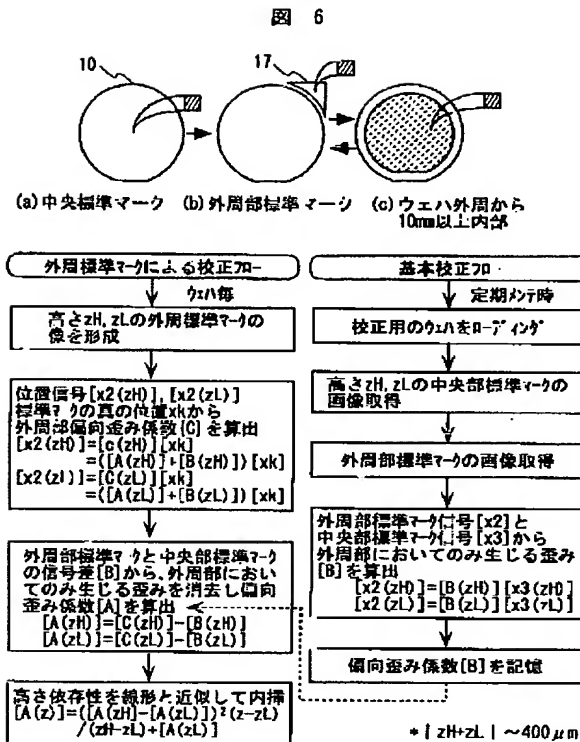 図 6
10
17
(a)中央標準マーク (b)外周部標準マーク (c)ウェハ外周から
10mm以上内部
外周標準マークによる校正フロー
ウェハ毎
高さzH,zLの外周標準マークの
像を形成
位置信号[x2(zH)],[x2(zL)]
標準マークの真の位置xkから
外周部偏向歪み係数[C]を算出
[x2(zH)]=[c(zH)][xk]
=([A(zH)]+[B(zH)])[xk]
[x2(zL)]=[C(zL)][xk]
=([A(zL)]+[B(zL)])[xk]
外周部標準マークと中央部標準マーク
の信号差[B]から、外周部におい
てのみ生じる歪みを消去し偏向
歪み係数[A]を算出
[A(zH)]=[C(zH)]-[B(zH)]
[A(zL)]=[C(zL)]-[B(zL)]
高さ依存性を線形と近似して内挿
[A(z)]=([A(zH]-[A(zL)])²(z-zL)
/(zH-zL)+[A(zL)]
基本校正フロー
定期メンテ時
校正用のウェハをローディング
高さzH,zLの中央部標準マークの
画像取得
外周部標準マークの画像取得
外周部標準マーク信号[x2]と
中央部標準マーク信号[x3]から
外周部においてのみ生じる歪み
[B]を算出
[x2(zH)]=[B(zH)][x3(zH)]
[x2(zL)]=[B(zL)][x3(zL)]
偏向歪み係数[B]を記憶
*|zH+zL|~400μm